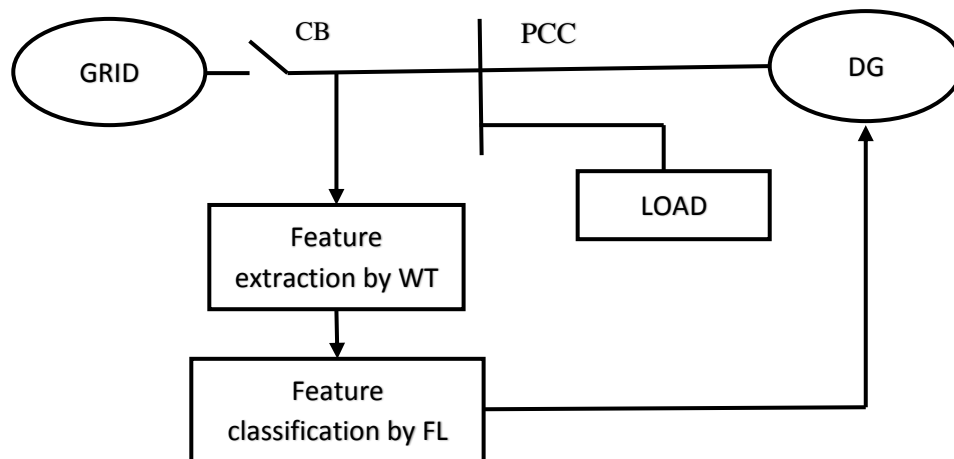 CB
PCC
GRID
DG
LOAD
Feature
extraction by WT
Feature
classification by FL